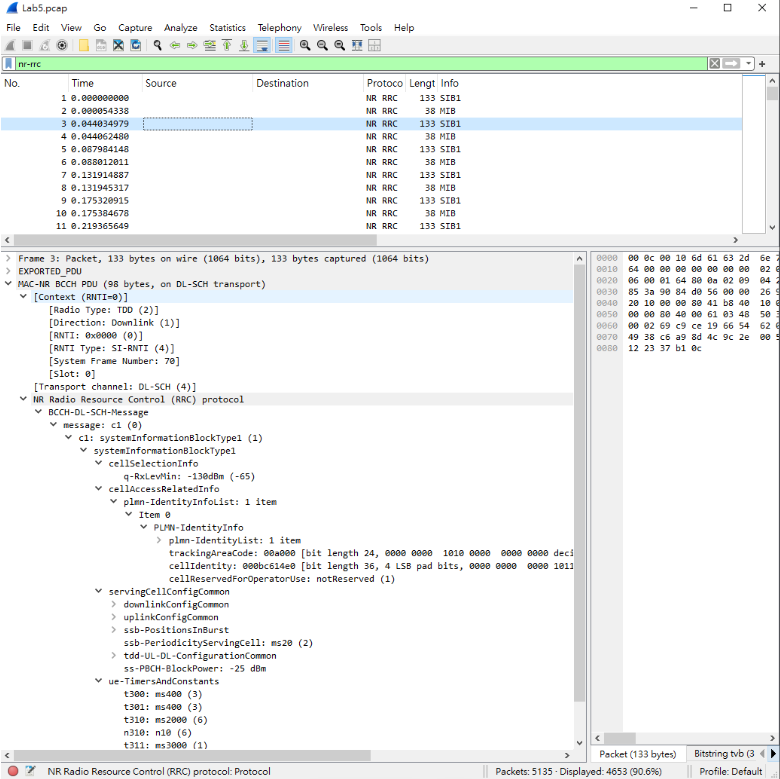 Lab5.pcap
File Edit View Go Capture Analyze Statistics Telephony Wireless Tools Help
nr-rrc
No. Time Source Destination Protoco Lengt Info
1 0.000000000 NR RRC 133 SIB1
2 0.000054338 NR RRC 38 MIB
3 0.044034979 NR RRC 133 SIB1
4 0.044062480 NR RRC 38 MIB
5 0.087984148 NR RRC 133 SIB1
6 0.088012011 NR RRC 38 MIB
7 0.131914887 NR RRC 133 SIB1
8 0.131945317 NR RRC 38 MIB
9 0.175320915 NR RRC 133 SIB1
10 0.175384678 NR RRC 38 MIB
11 0.219365649 NR RRC 133 SIB1
Frame 3: Packet, 133 bytes on wire (1064 bits), 133 bytes captured (1064 bits)
EXPORTED_PDU
MAC-NR BCCH PDU (98 bytes, on DL-SCH transport)
[Context (RNTI=0)]
[Radio Type: TDD (2)]
[Direction: Downlink (1)]
[RNTI: 0x0000 (0)]
[RNTI Type: SI-RNTI (4)]
[System Frame Number: 70]
[Slot: 0]
[Transport channel: DL-SCH (4)]
NR Radio Resource Control (RRC) protocol
BCCH-DL-SCH-Message
message: c1 (0)
c1: systemInformationBlockType1 (1)
systemInformationBlockType1
cellSelectionInfo
q-RxLevMin: -130dBm (-65)
cellAccessRelatedInfo
plmn-IdentityInfoList: 1 item
Item 0
PLMN-IdentityInfo
plmn-IdentityList: 1 item
trackingAreaCode: 00a000 [bit length 24, 0000 0000 1010 0000 0000 0000 deci
cellIdentity: 000bc614e0 [bit length 36, 4 LSB pad bits, 0000 0000 0000 1011
cellReservedForOperatorUse: notReserved (1)
servingCellConfigCommon
downlinkConfigCommon
uplinkConfigCommon
ssb-PositionsInBurst
ssb-PeriodicityServingCell: ms20 (2)
tdd-UL-DL-ConfigurationCommon
ss-PBCH-BlockPower: -25 dBm
ue-TimersAndConstants
t300: ms400 (3)
t301: ms400 (3)
t310: ms2000 (6)
n310: n10 (6)
t311: ms3000 (1)
0000 00 0c 00 10 6d 61 63 2d 6e 7
0010 64 00 00 00 00 00 00 00 02 0
0020 06 00 01 64 80 0a 02 09 04 2
0030 85 3a 90 84 d0 56 00 00 26 9
0040 20 10 00 00 80 41 b8 40 10 0
0050 00 00 80 40 00 61 03 48 50 3
0060 00 02 69 c9 ce 19 66 54 62 0
0070 49 38 c6 a9 8d 4c 9c 2e 00 5
0080 12 23 37 b1 0c
Packet (133 bytes) Bitstring tvb (3
NR Radio Resource Control (RRC) protocol: Protocol Packets: 5135 · Displayed: 4653 (90.6%) Profile: Default